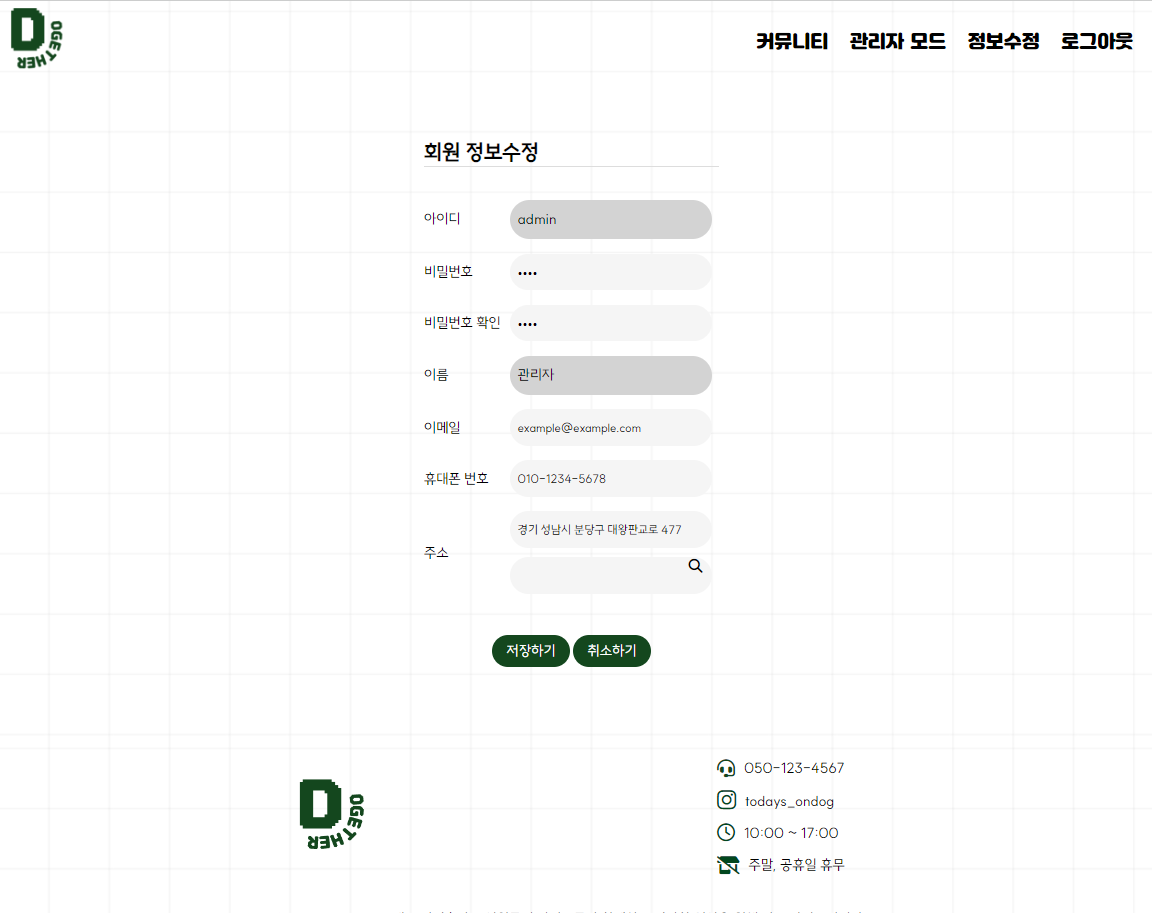 DOGETHER
커뮤니티 관리자 모드 정보수정 로그아웃
회원 정보수정
아이디 admin
비밀번호 ••••
비밀번호 확인 ••••
이름 관리자
이메일 example@example.com
휴대폰 번호 010-1234-5678
주소 경기 성남시 분당구 대왕판교로 477
저장하기 취소하기
DOGETHER
050-123-4567
todays_ondog
10:00 ~ 17:00
주말, 공휴일 휴무